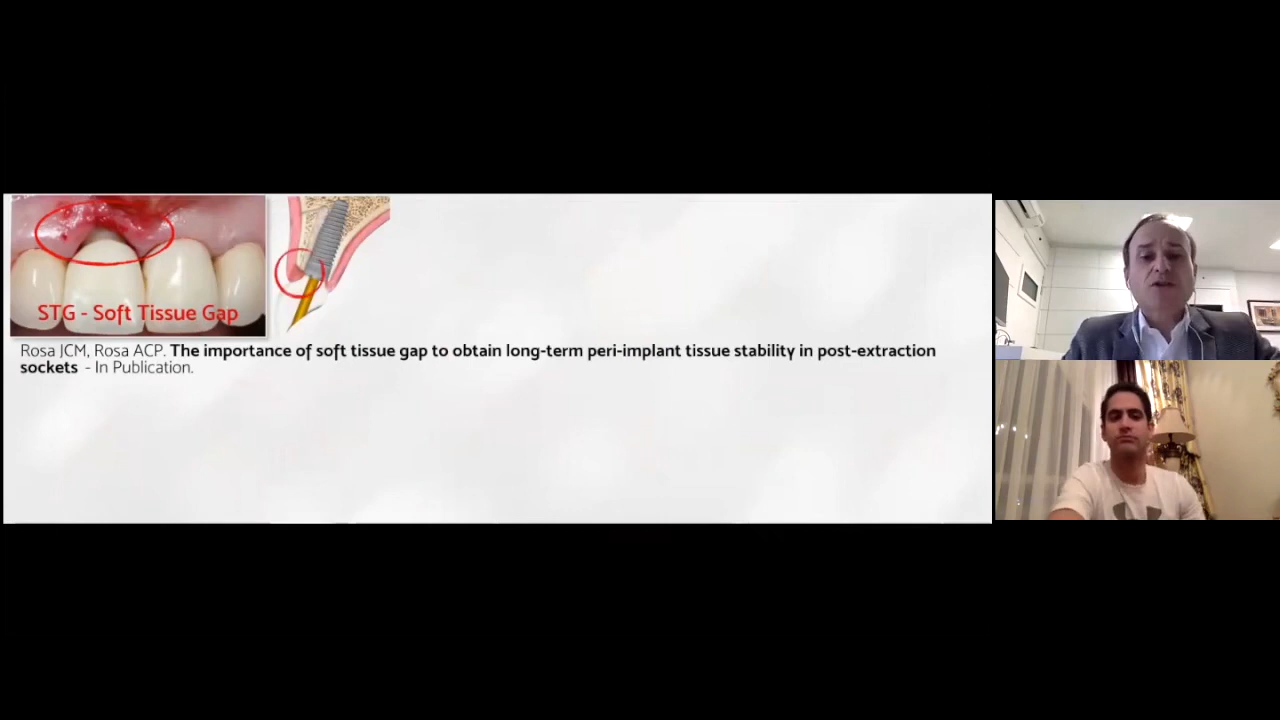 STG - Soft Tissue Gap
Rosa JCM, Rosa ACP. The importance of soft tissue gap to obtain long-term peri-implant tissue stability in post-extraction
sockets - In Publication.